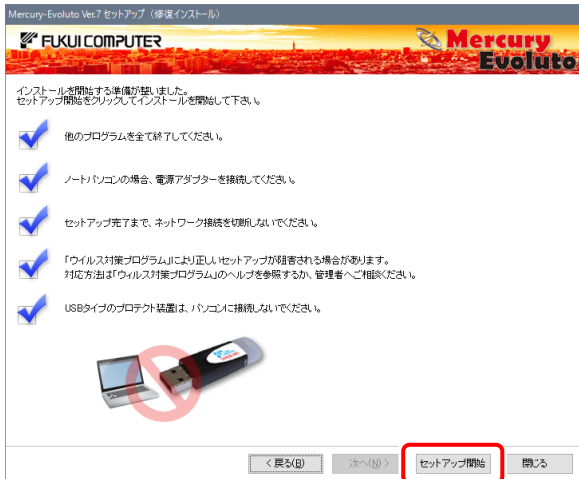 Mercury-Evoluto Ver.7 セットアップ（修復インストール）
FUKUI COMPUTER
Mercury
Evoluto
インストールを開始する準備が整いました。
セットアップ開始をクリックしてインストールを開始して下さい。
他のプログラムを全て終了してください。
ノートパソコンの場合、電源アダプターを接続してください。
セットアップ完了まで、ネットワーク接続を切断しないでください。
「ウイルス対策プログラム」により正しいセットアップが阻害される場合があります。
対応方法は「ウィルス対策プログラム」のヘルプを参照するか、管理者へご相談ください。
USBタイプのプロテクト装置は、パソコンに接続しないでください。
< 戻る(B) 次へ(N) > セットアップ開始 閉じる